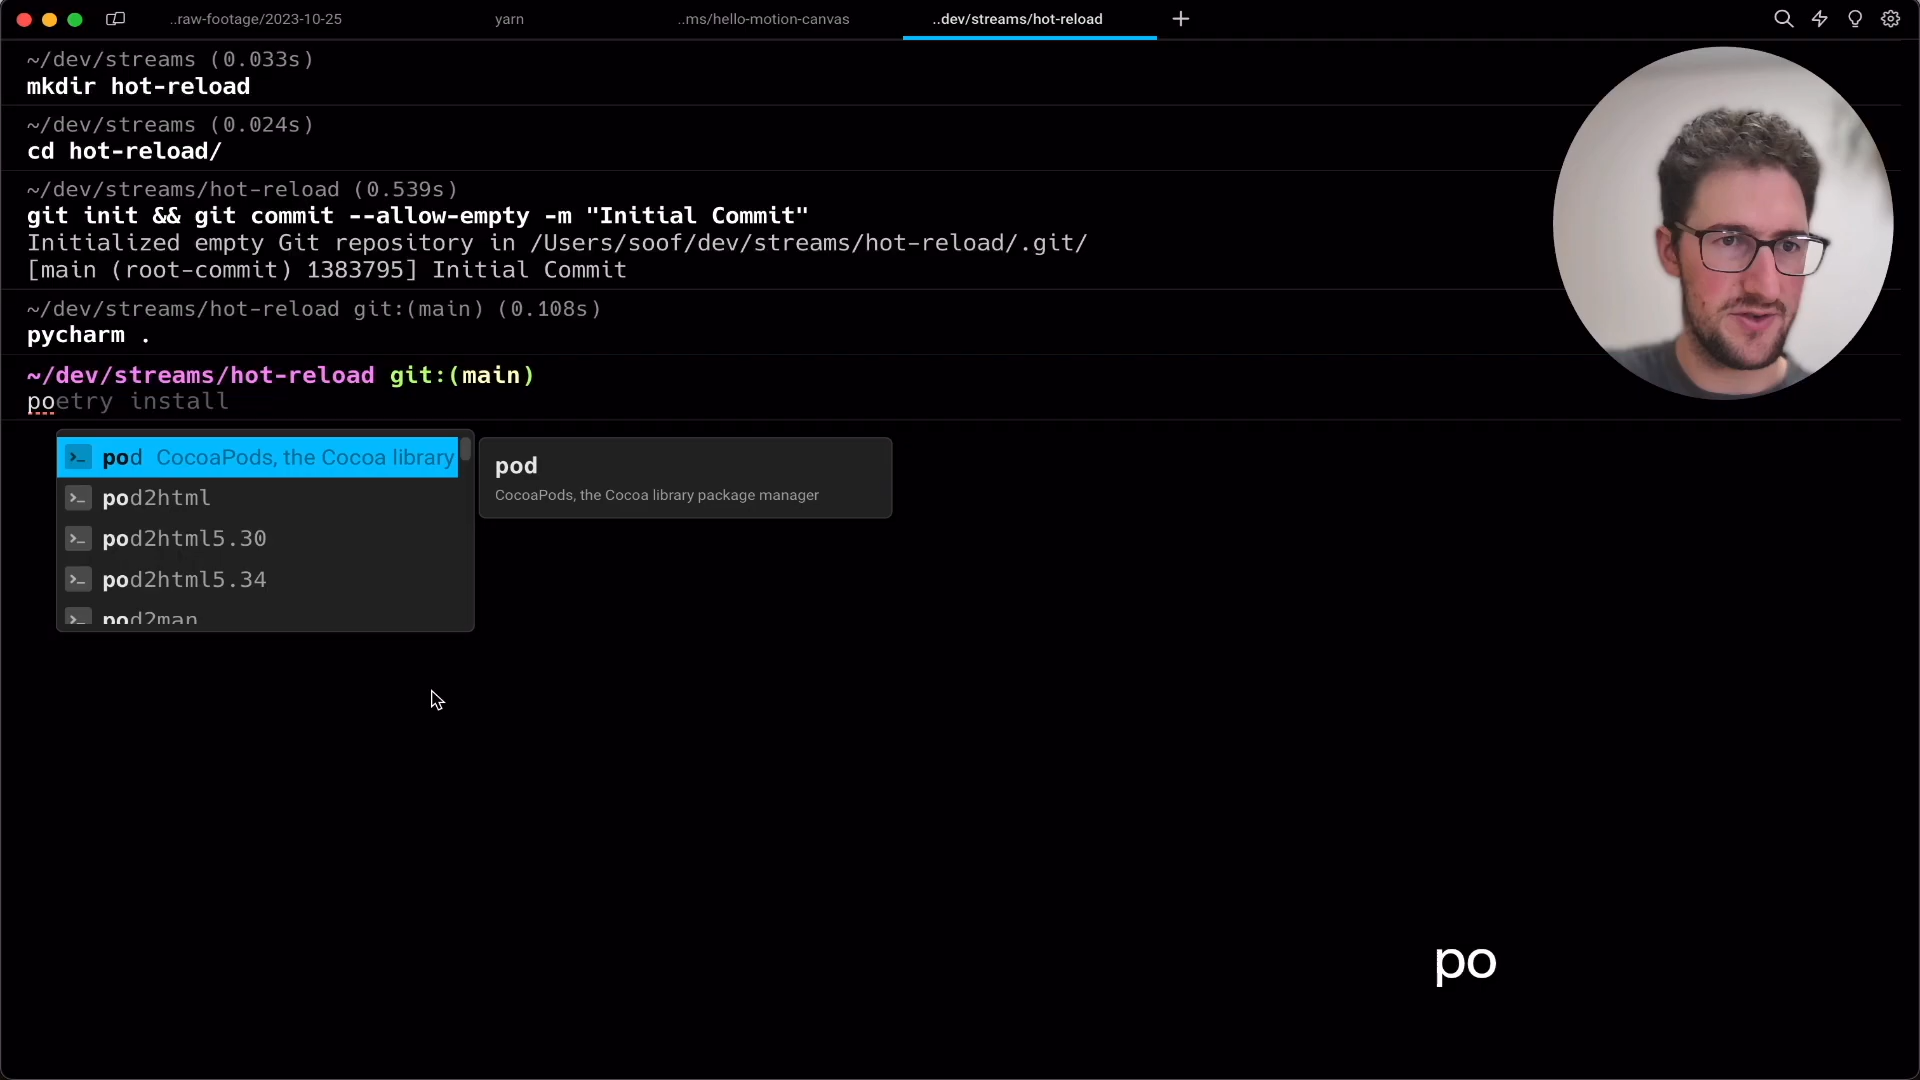 ..raw-footage/2023-10-25 yarn ..ms/hello-motion-canvas ..dev/streams/hot-reload
~/dev/streams (0.033s)
mkdir hot-reload
~/dev/streams (0.024s)
cd hot-reload/
~/dev/streams/hot-reload (0.539s)
git init && git commit --allow-empty -m "Initial Commit"
Initialized empty Git repository in /Users/soof/dev/streams/hot-reload/.git/
[main (root-commit) 1383795] Initial Commit
~/dev/streams/hot-reload git:(main) (0.108s)
pycharm .
~/dev/streams/hot-reload git:(main)
poetry install
pod CocoaPods, the Cocoa library
pod2html
pod2html5.30
pod2html5.34
pod2man
pod
CocoaPods, the Cocoa library package manager
po